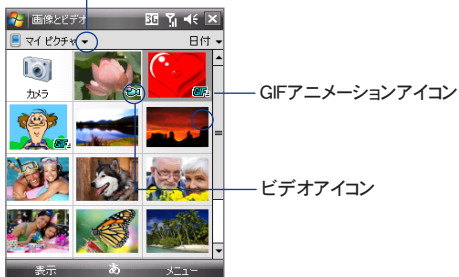 画像とビデオ
3G
マイ ピクチャ
日付
カメラ
GIF
GIF
GIFアニメーションアイコン
ビデオアイコン
表示
あ
メニュー